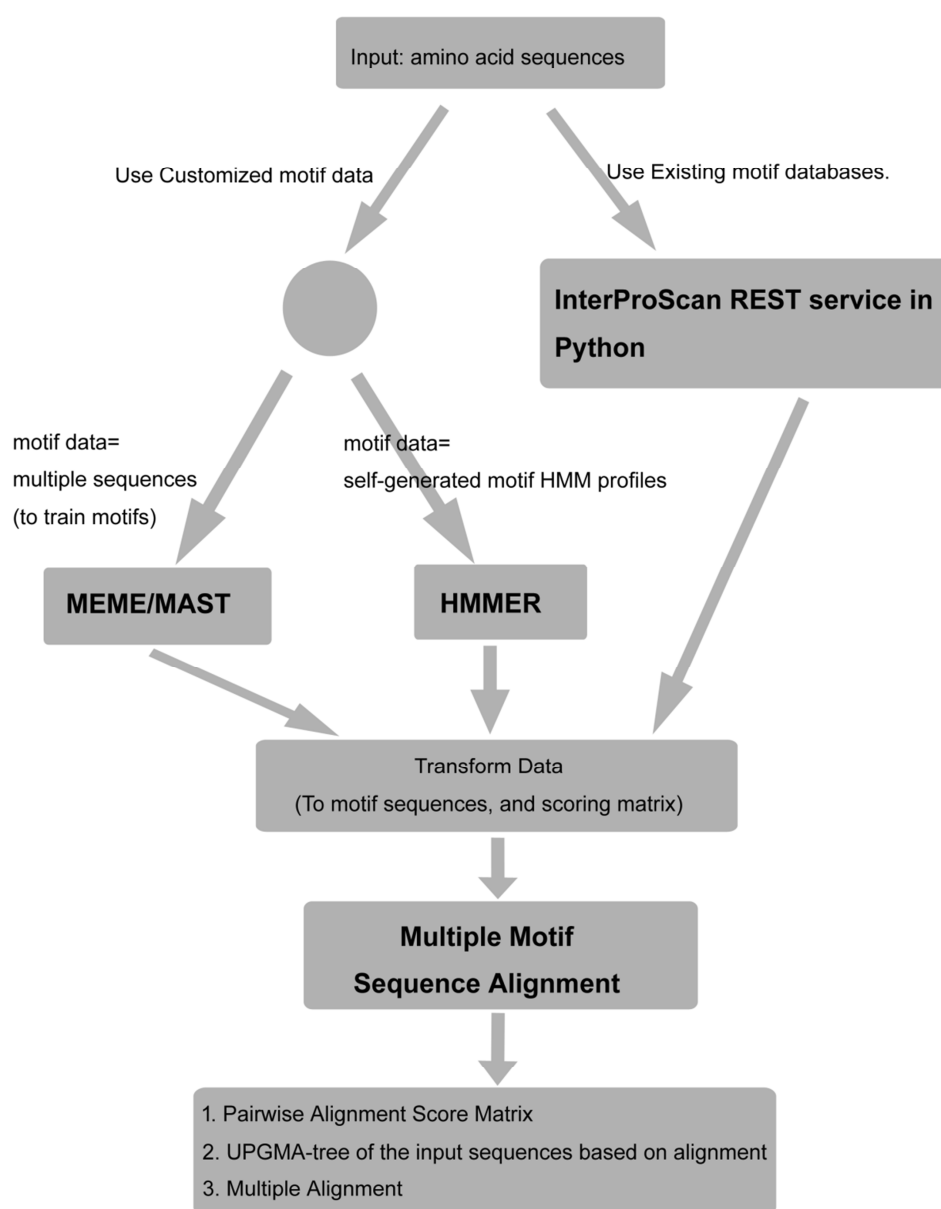 Input: amino acid sequences
Use Customized motif data
Use Existing motif databases.
InterProScan REST service in
Python
motif data=
multiple sequences
(to train motifs)
motif data=
self-generated motif HMM profiles
MEME/MAST
HMMER
Transform Data
(To motif sequences, and scoring matrix)
Multiple Motif
Sequence Alignment
1. Pairwise Alignment Score Matrix
2. UPGMA-tree of the input sequences based on alignment
3. Multiple Alignment